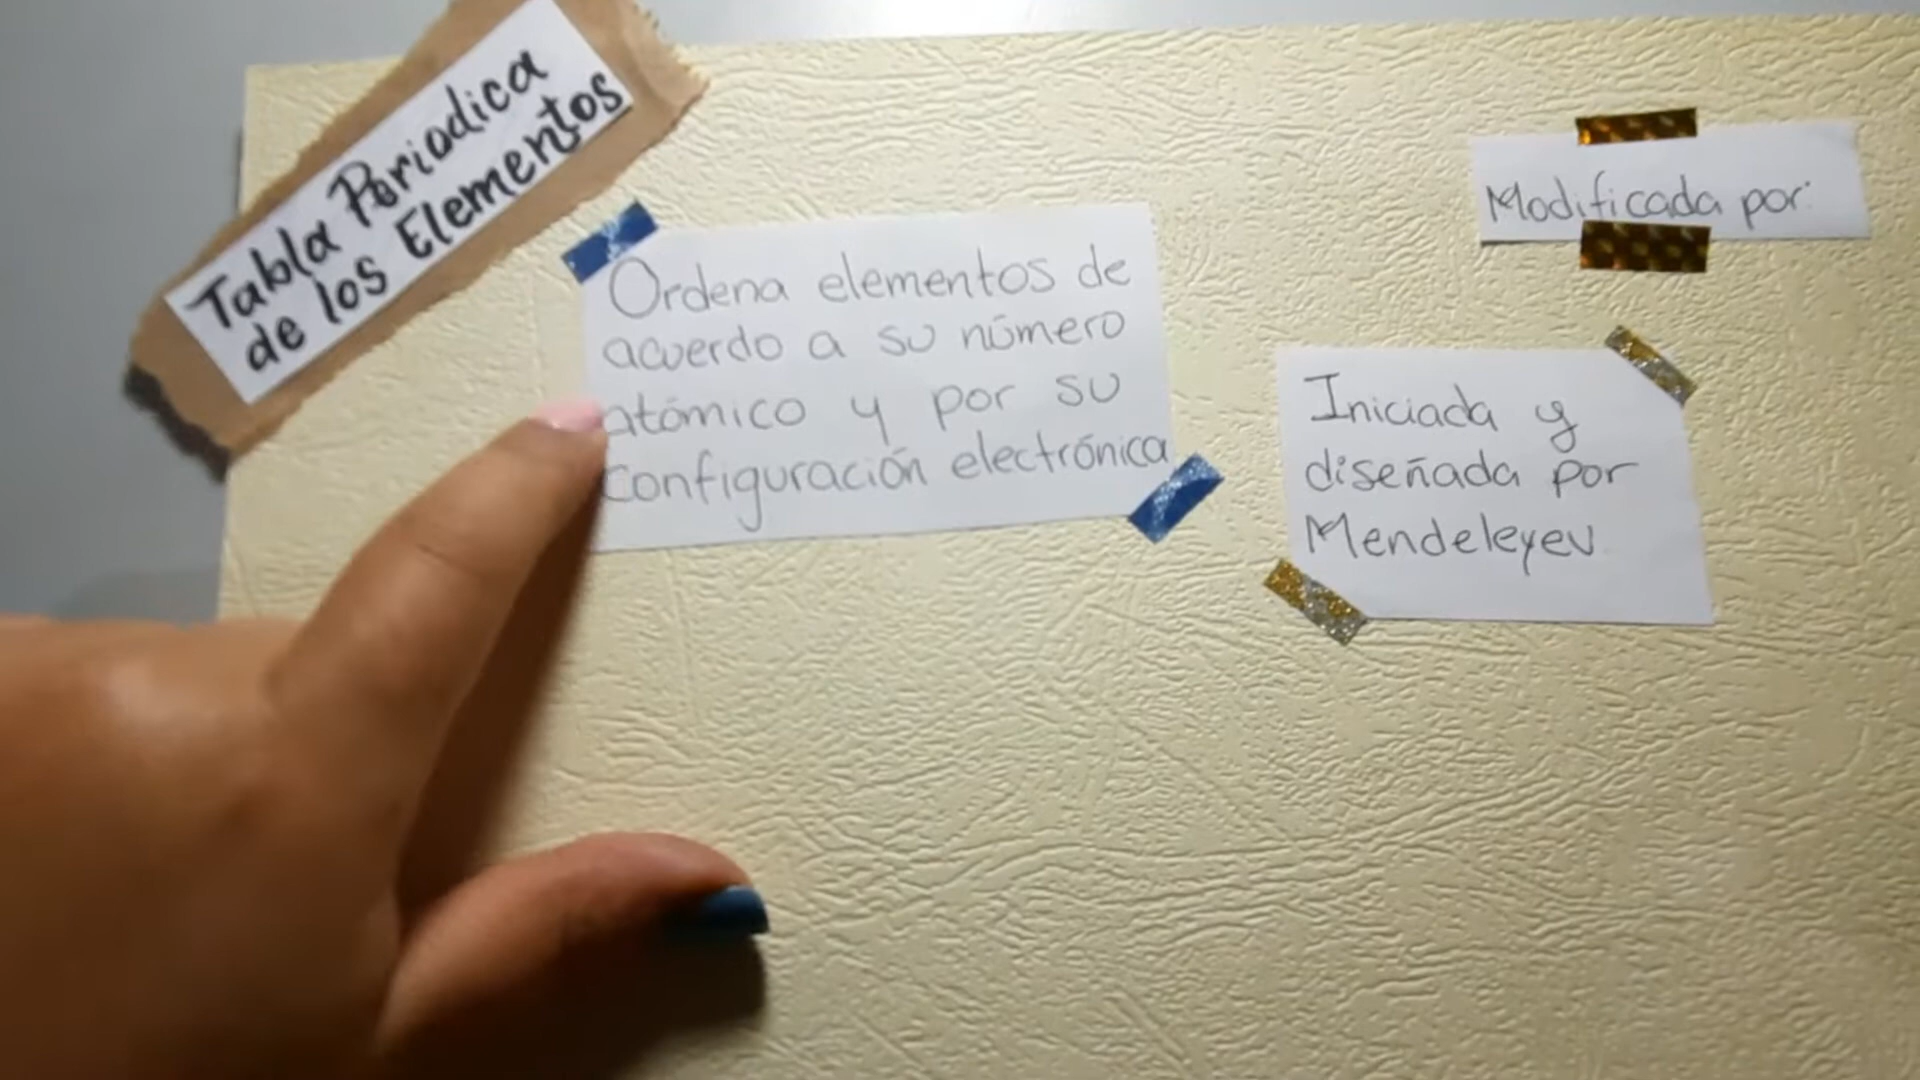 Tabla Periodica
de los Elementos
Ordena elementos de
acuerdo a su número
atómico y por su
configuración electrónica
Modificada por:
Iniciada y
diseñada por
Mendeleyev